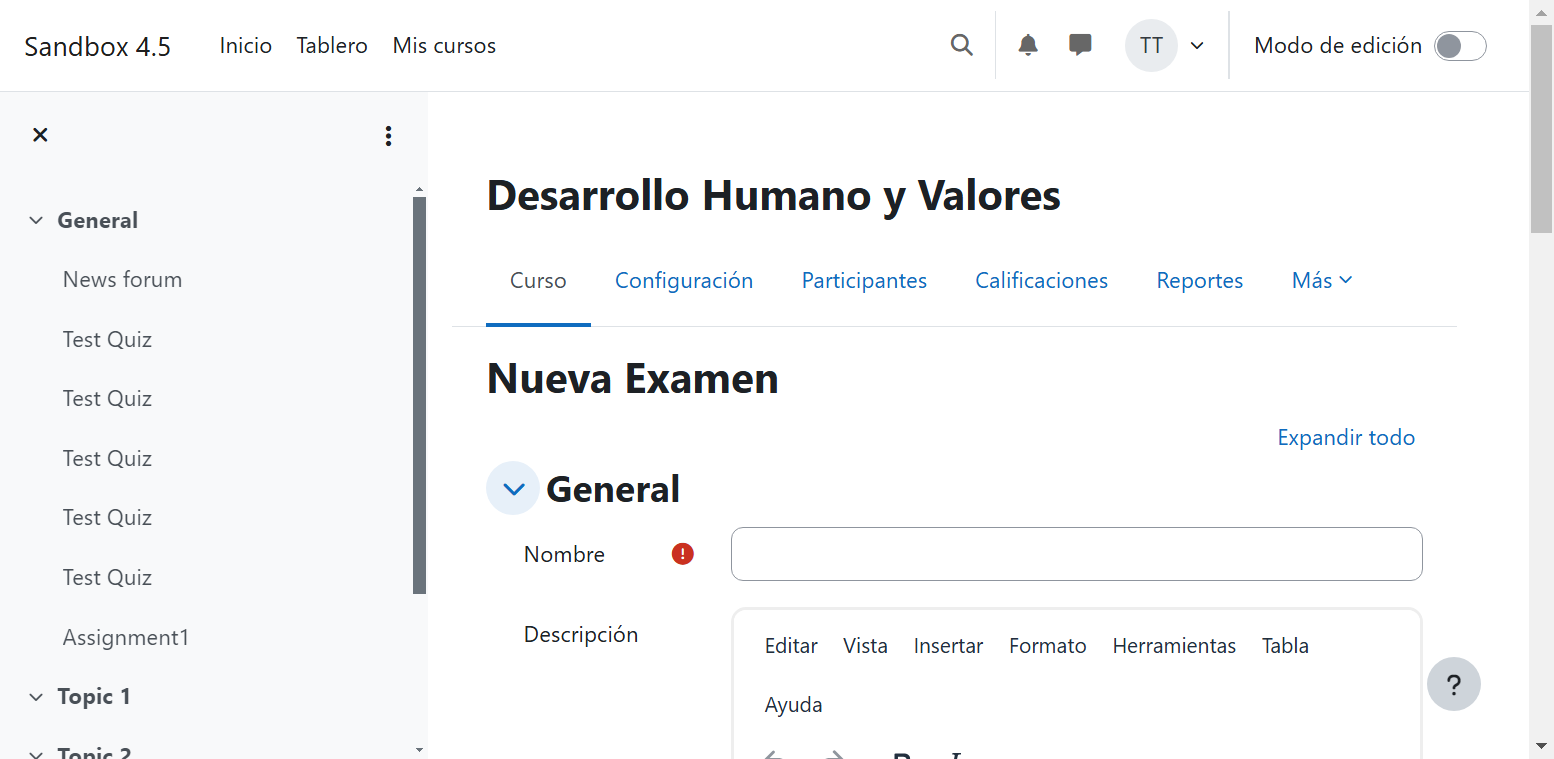 Sandbox 4.5 Inicio Tablero Mis cursos TT Modo de edición
General
News forum
Test Quiz
Test Quiz
Test Quiz
Test Quiz
Test Quiz
Assignment1
Topic 1
Topic 2
Desarrollo Humano y Valores
Curso Configuración Participantes Calificaciones Reportes Más
Nueva Examen
Expandir todo
General
Nombre
Descripción
Editar Vista Insertar Formato Herramientas Tabla
Ayuda
B I
?